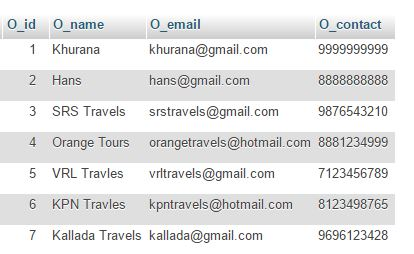 O_id O_name O_email O_contact
1 Khurana khurana@gmail.com 9999999999
2 Hans hans@gmail.com 8888888888
3 SRS Travels srstravels@gmail.com 9876543210
4 Orange Tours orangetravels@hotmail.com 8881234999
5 VRL Travles vrltravels@gmail.com 7123456789
6 KPN Travles kpntravels@hotmail.com 8123498765
7 Kallada Travels kallada@gmail.com 9696123428